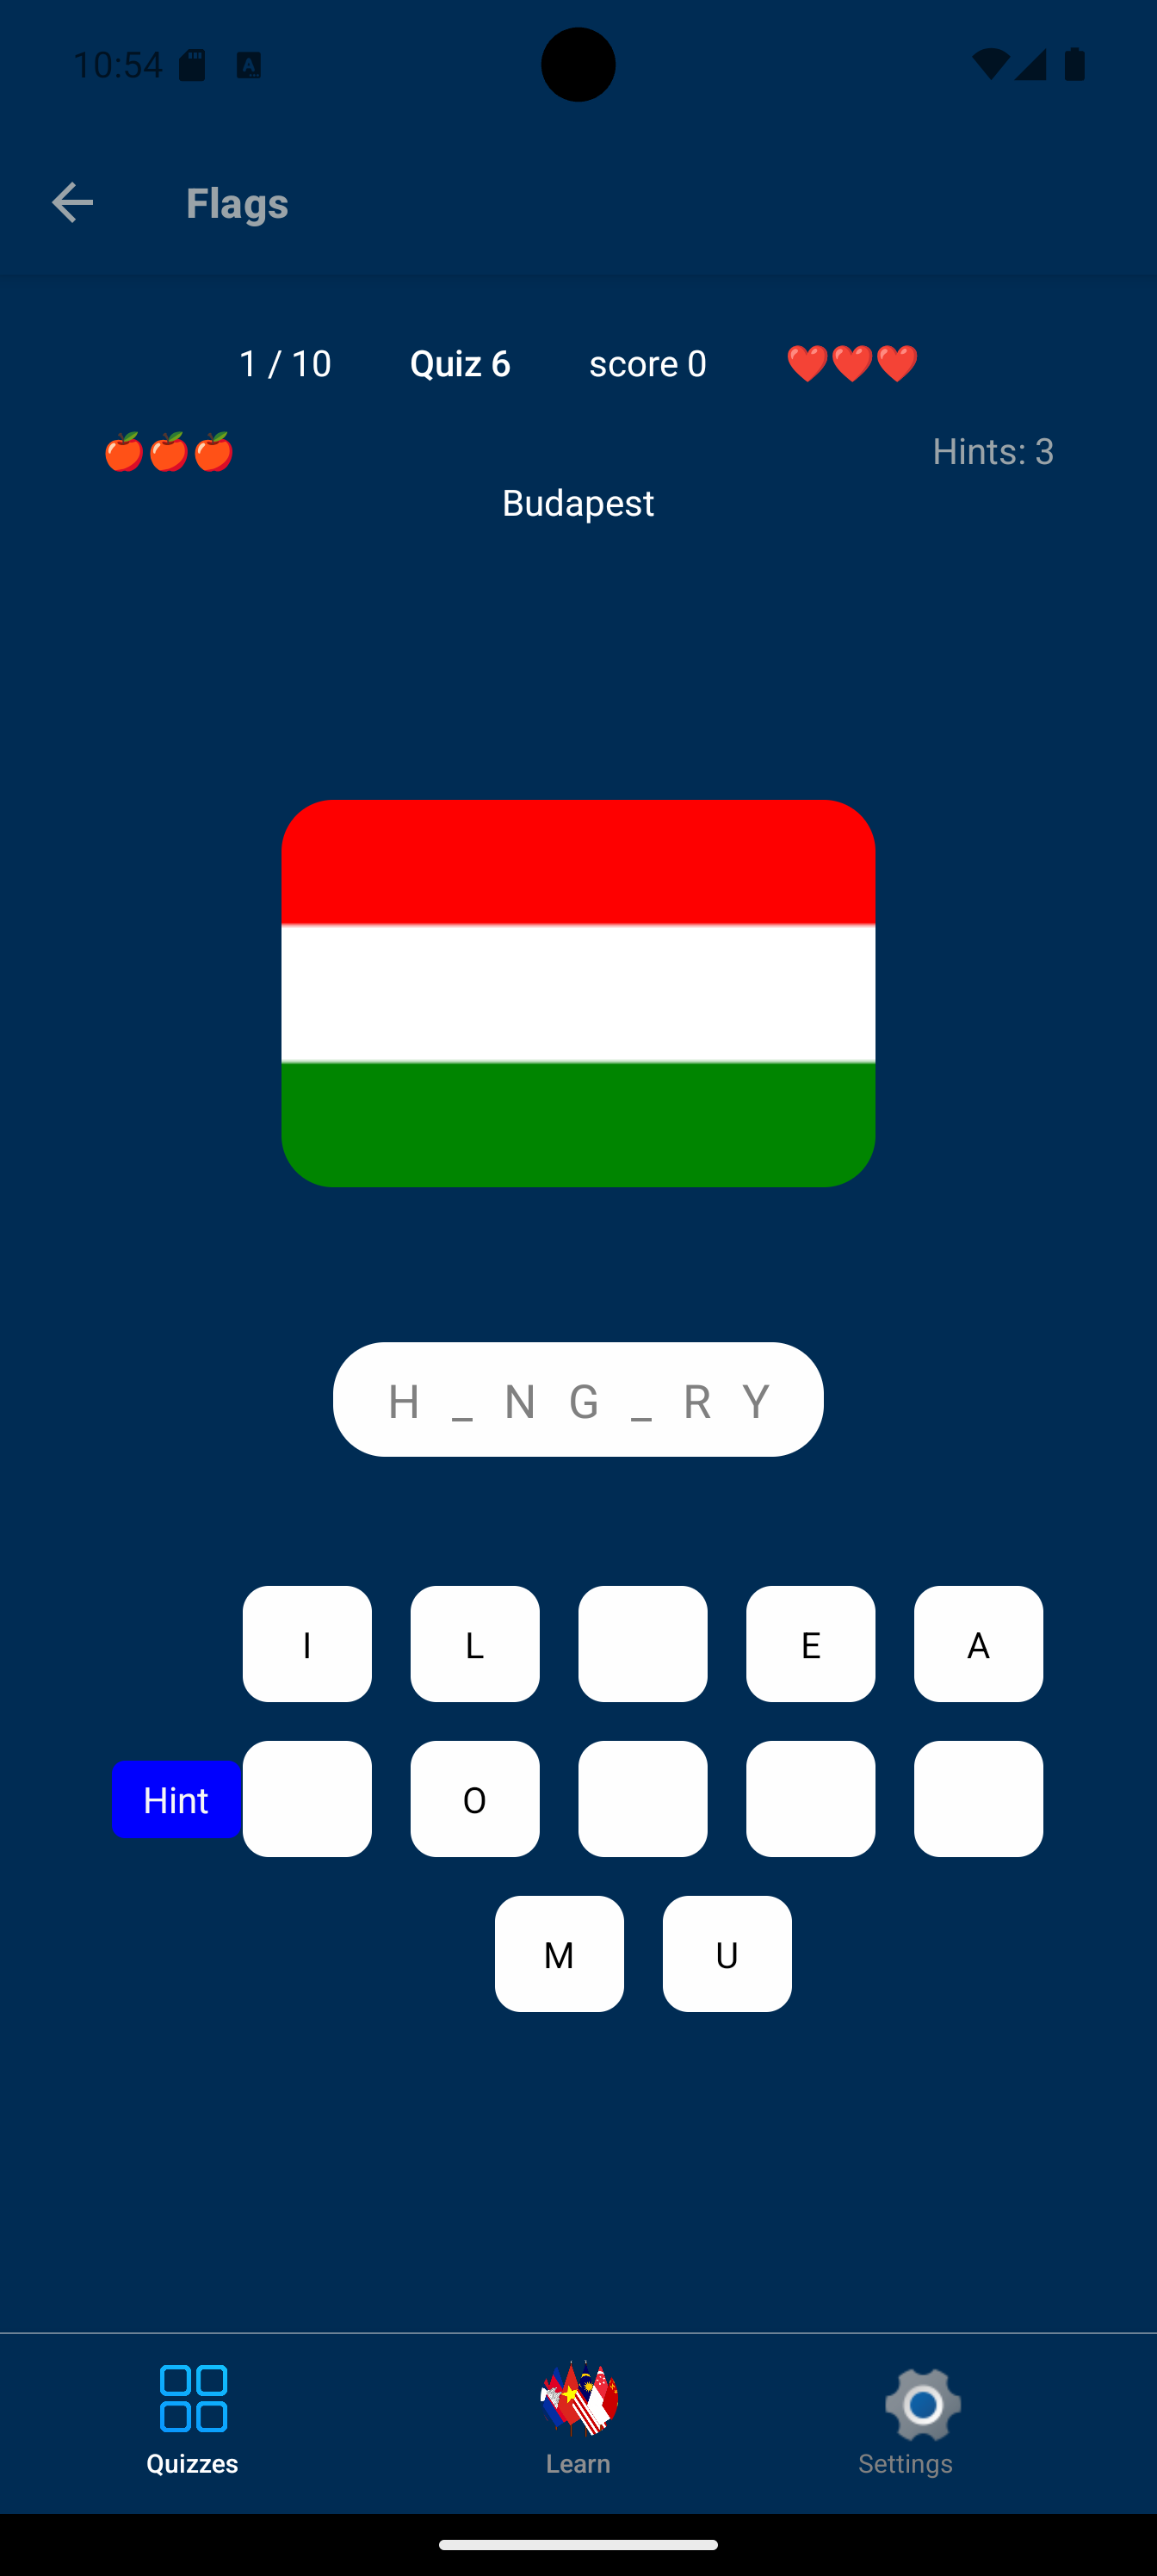 10:54
Flags
1 / 10 Quiz 6 score 0
Hints: 3
Budapest
H _ N G _ R Y
I L E A
Hint O
M U
Quizzes Learn Settings